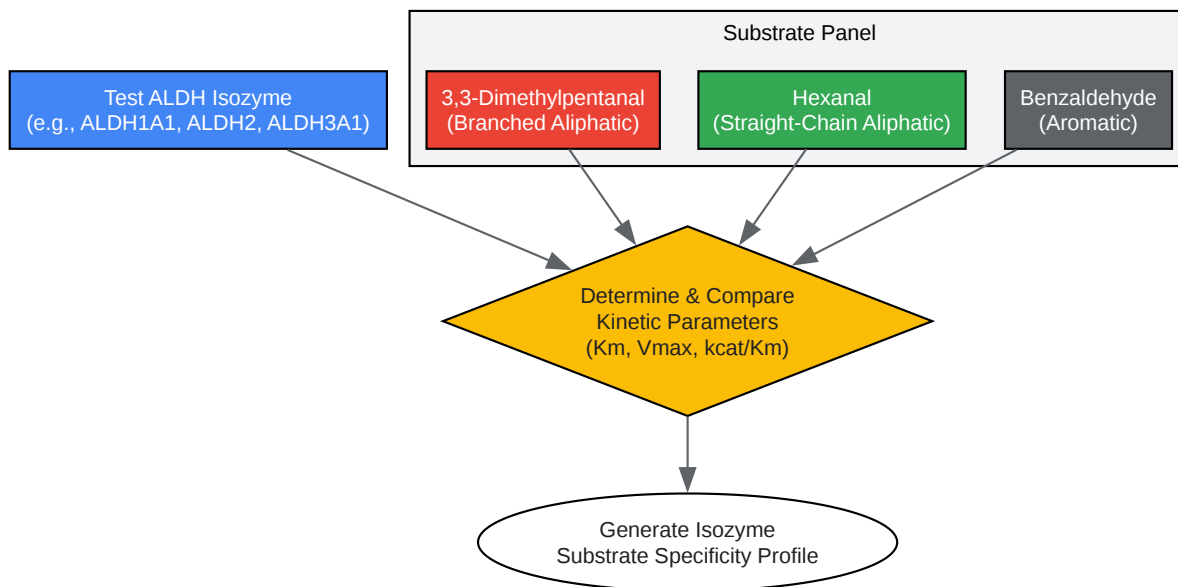 Substrate Panel
Test ALDH Isozyme
(e.g., ALDH1A1, ALDH2, ALDH3A1)
3,3-Dimethylpentanal
(Branched Aliphatic)
Hexanal
(Straight-Chain Aliphatic)
Benzaldehyde
(Aromatic)
Determine & Compare
Kinetic Parameters
(Km, Vmax, kcat/Km)
Generate Isozyme
Substrate Specificity Profile